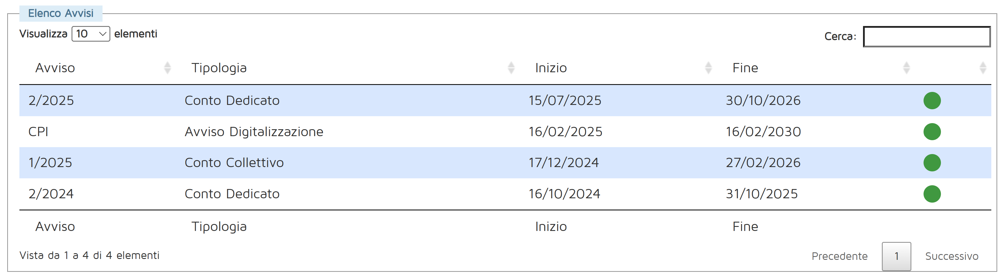 Elenco Avvisi
Visualizza 10 elementi Cerca:
Avviso Tipologia Inizio Fine
2/2025 Conto Dedicato 15/07/2025 30/10/2026
CPI Avviso Digitalizzazione 16/02/2025 16/02/2030
1/2025 Conto Collettivo 17/12/2024 27/02/2026
2/2024 Conto Dedicato 16/10/2024 31/10/2025
Avviso Tipologia Inizio Fine
Vista da 1 a 4 di 4 elementi Precedente 1 Successivo